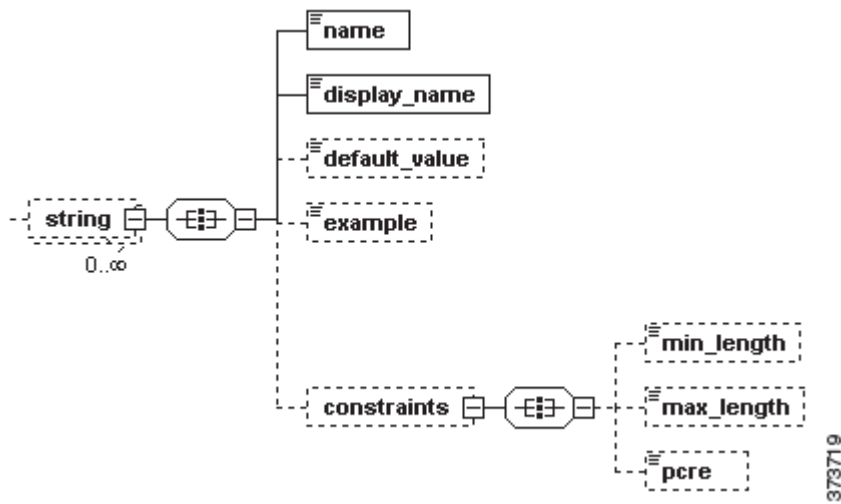 name
display_name
default_value
example
string
0..∞
constraints
min_length
max_length
pcre
373719